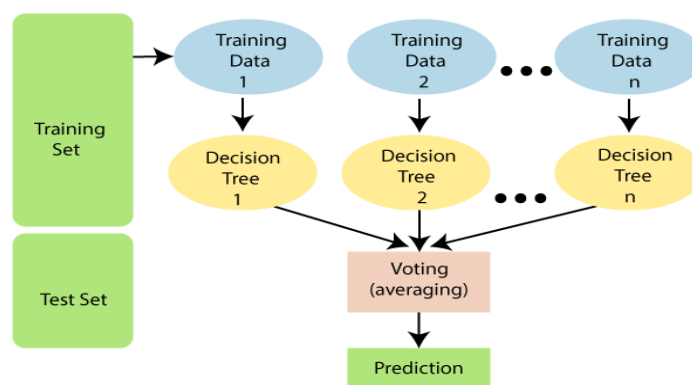 Training
Set
Training
Data
1
Training
Data
2
Training
Data
n
Decision
Tree
1
Decision
Tree
2
Decision
Tree
n
Test Set
Voting
(averaging)
Prediction